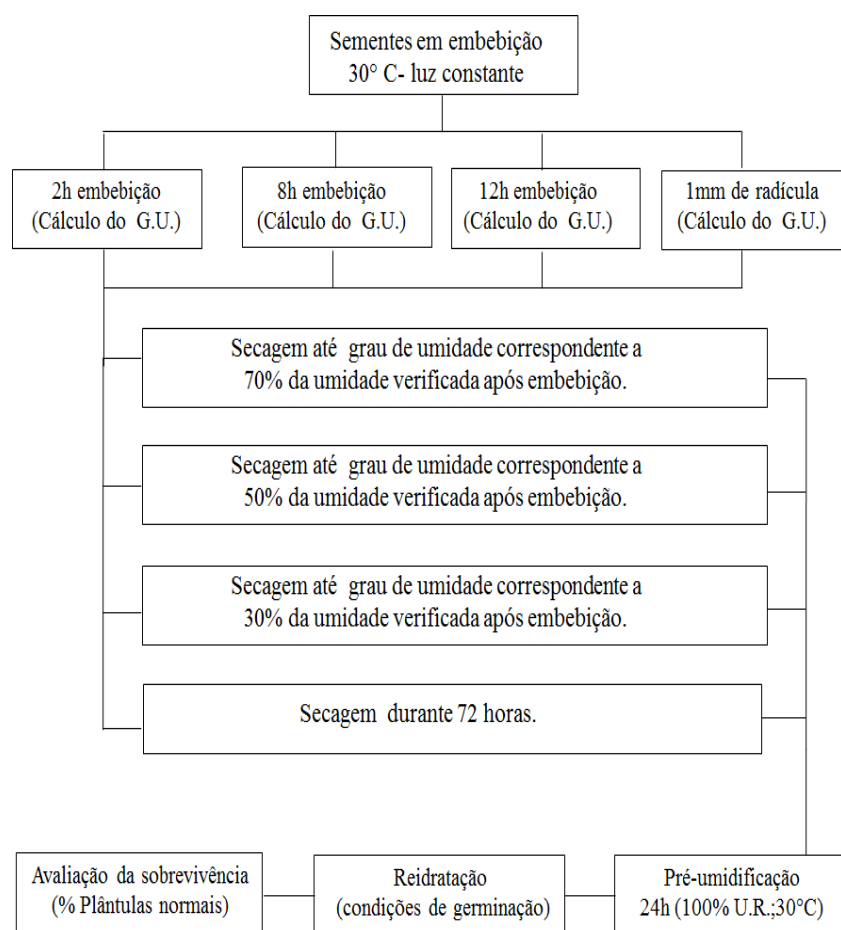 Sementes em embebição
30° C- luz constante
2h embebição
(Cálculo do G.U.)
8h embebição
(Cálculo do G.U.)
12h embebição
(Cálculo do G.U.)
1mm de radícula
(Cálculo do G.U.)
Secagem até grau de umidade correspondente a
70% da umidade verificada após embebição.
Secagem até grau de umidade correspondente a
50% da umidade verificada após embebição.
Secagem até grau de umidade correspondente a
30% da umidade verificada após embebição.
Secagem durante 72 horas.
Avaliação da sobrevivência
(% Plântulas normais)
Reidratação
(condições de germinação)
Pré-umidificação
24h (100% U.R.;30°C)